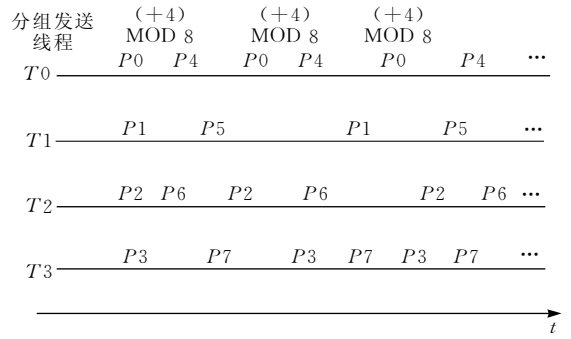 分组发送线程
(+4) MOD 8 (+4) MOD 8 (+4) MOD 8
T0 P0 P4 P0 P4 P0 P4 …
T1 P1 P5 P1 P5 …
T2 P2 P6 P2 P6 P2 P6 …
T3 P3 P7 P3 P7 P3 P7 …
t